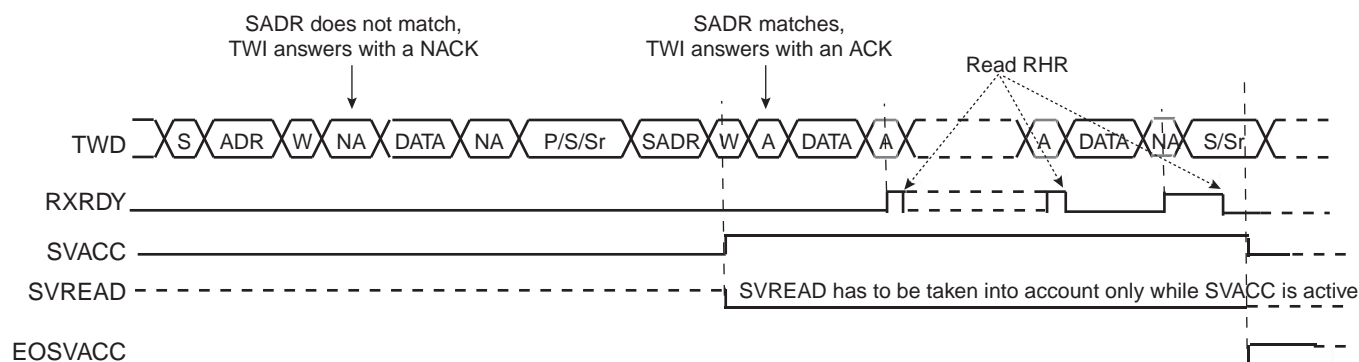 SADR does not match,
TWI answers with a NACK
SADR matches,
TWI answers with an ACK
Read RHR
TWD
S ADR W NA DATA NA P/S/Sr SADR W A DATA A A DATA NA S/Sr
RXRDY
SVACC
SVREAD
SVREAD has to be taken into account only while SVACC is active
EOSVACC